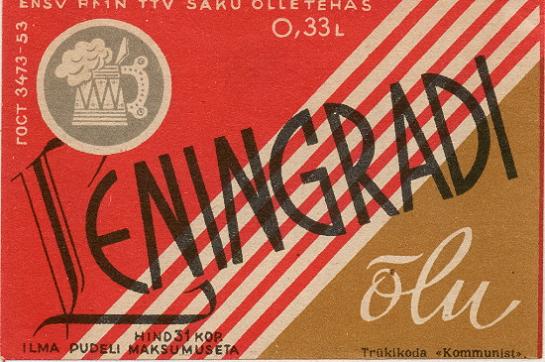 ENSV RMTN TTV SAKU ÕLLETEHAS
0,33 L
ГОСТ 3473-53
LENINGRADI
õlu
HIND 31 KOP.
ILMA PUDELI MAKSUMUSETA
Trükikoda «Kommunist».